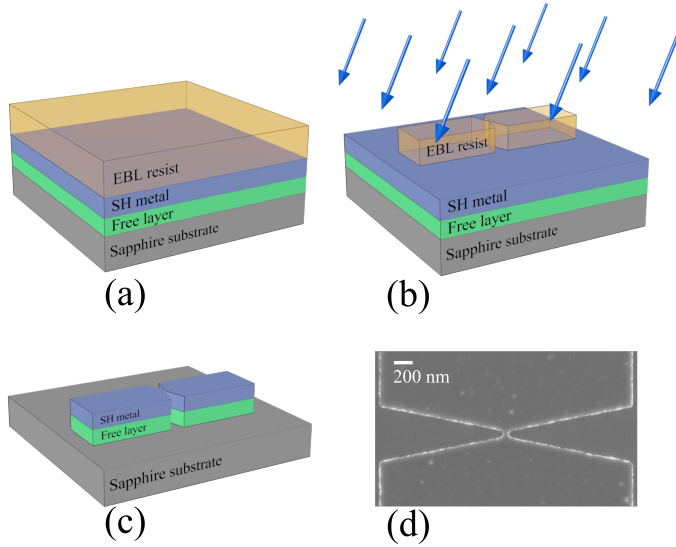 EBL resist
SH metal
Free layer
Sapphire substrate
(a)
EBL resist
SH metal
Free layer
Sapphire substrate
(b)
SH metal
Free layer
Sapphire substrate
(c)
200 nm
(d)